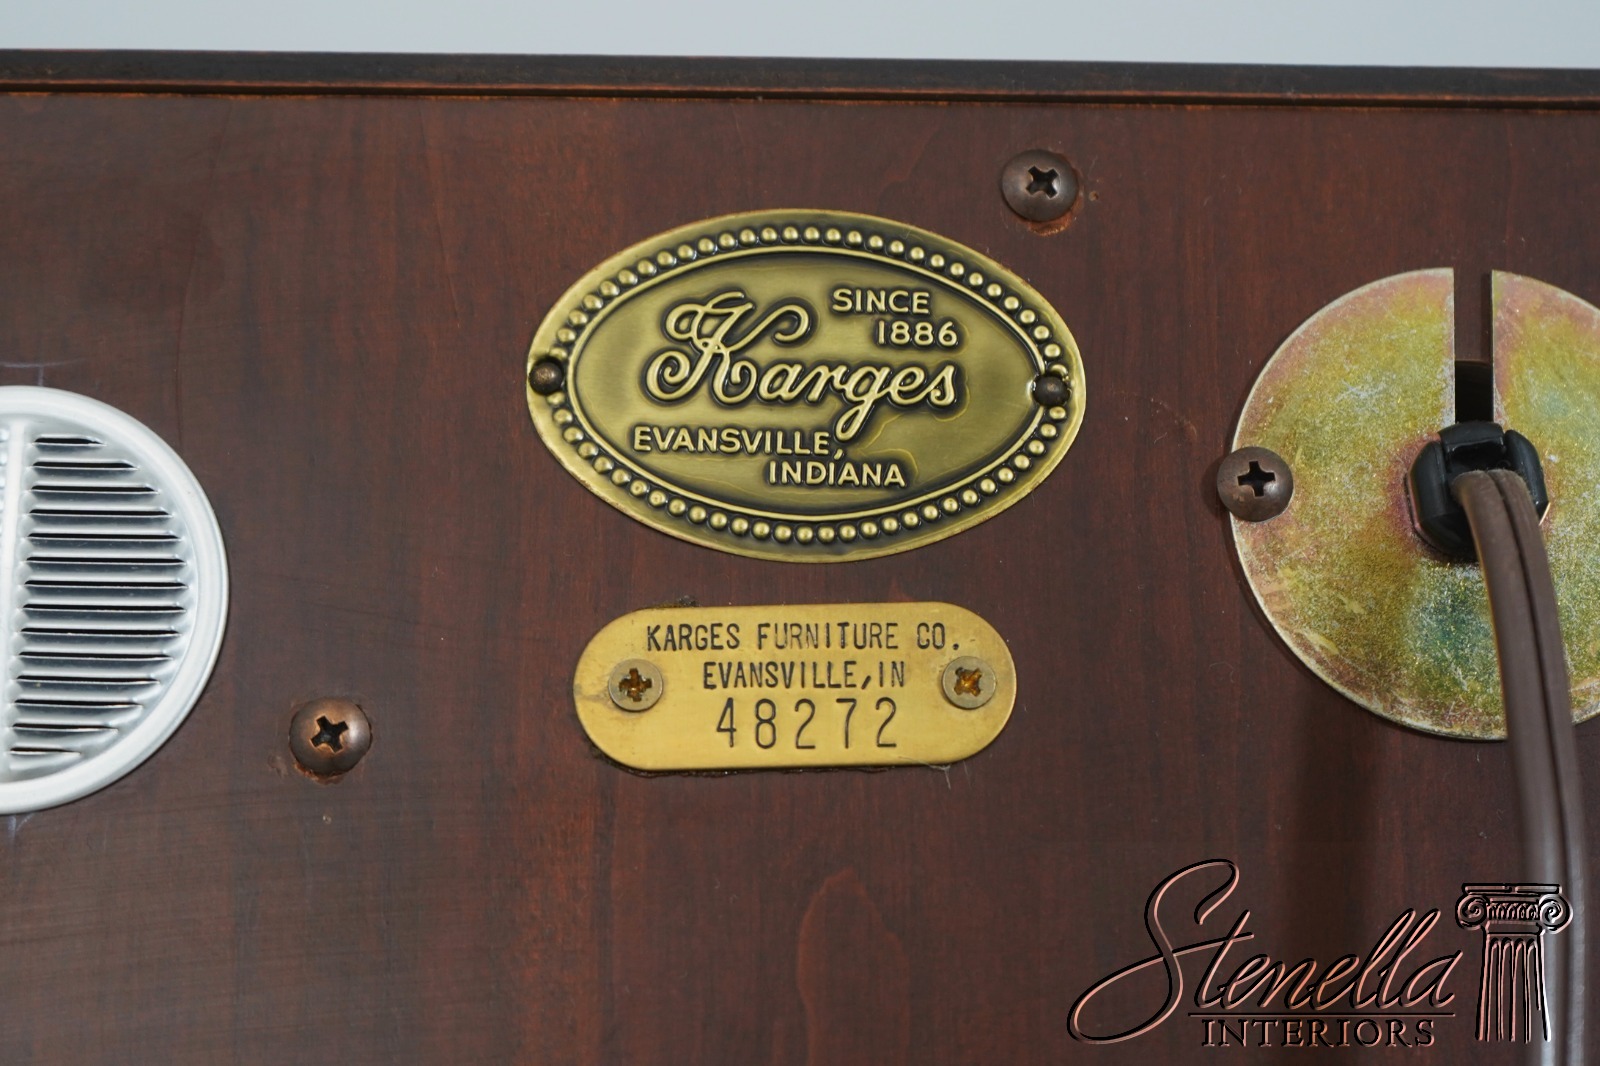 SINCE
1886
Karges
EVANSVILLE,
INDIANA
KARGES FURNITURE CO.
EVANSVILLE, IN
48272
Stenella
INTERIORS